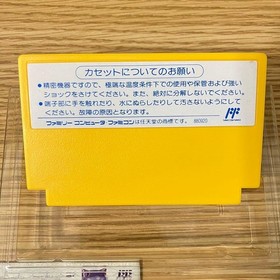 カセットについてのお願い
●精密機器ですので、極端な温度条件下での使用や保管および強い
ショックをさけてください。また、絶対に分解しないでください。
●端子部に手を触れたり、水にぬらしたりして汚さないようにして
ください。故障の原因となります。
ファミリーコンピュータ・ファミコンは任天堂の商標です。